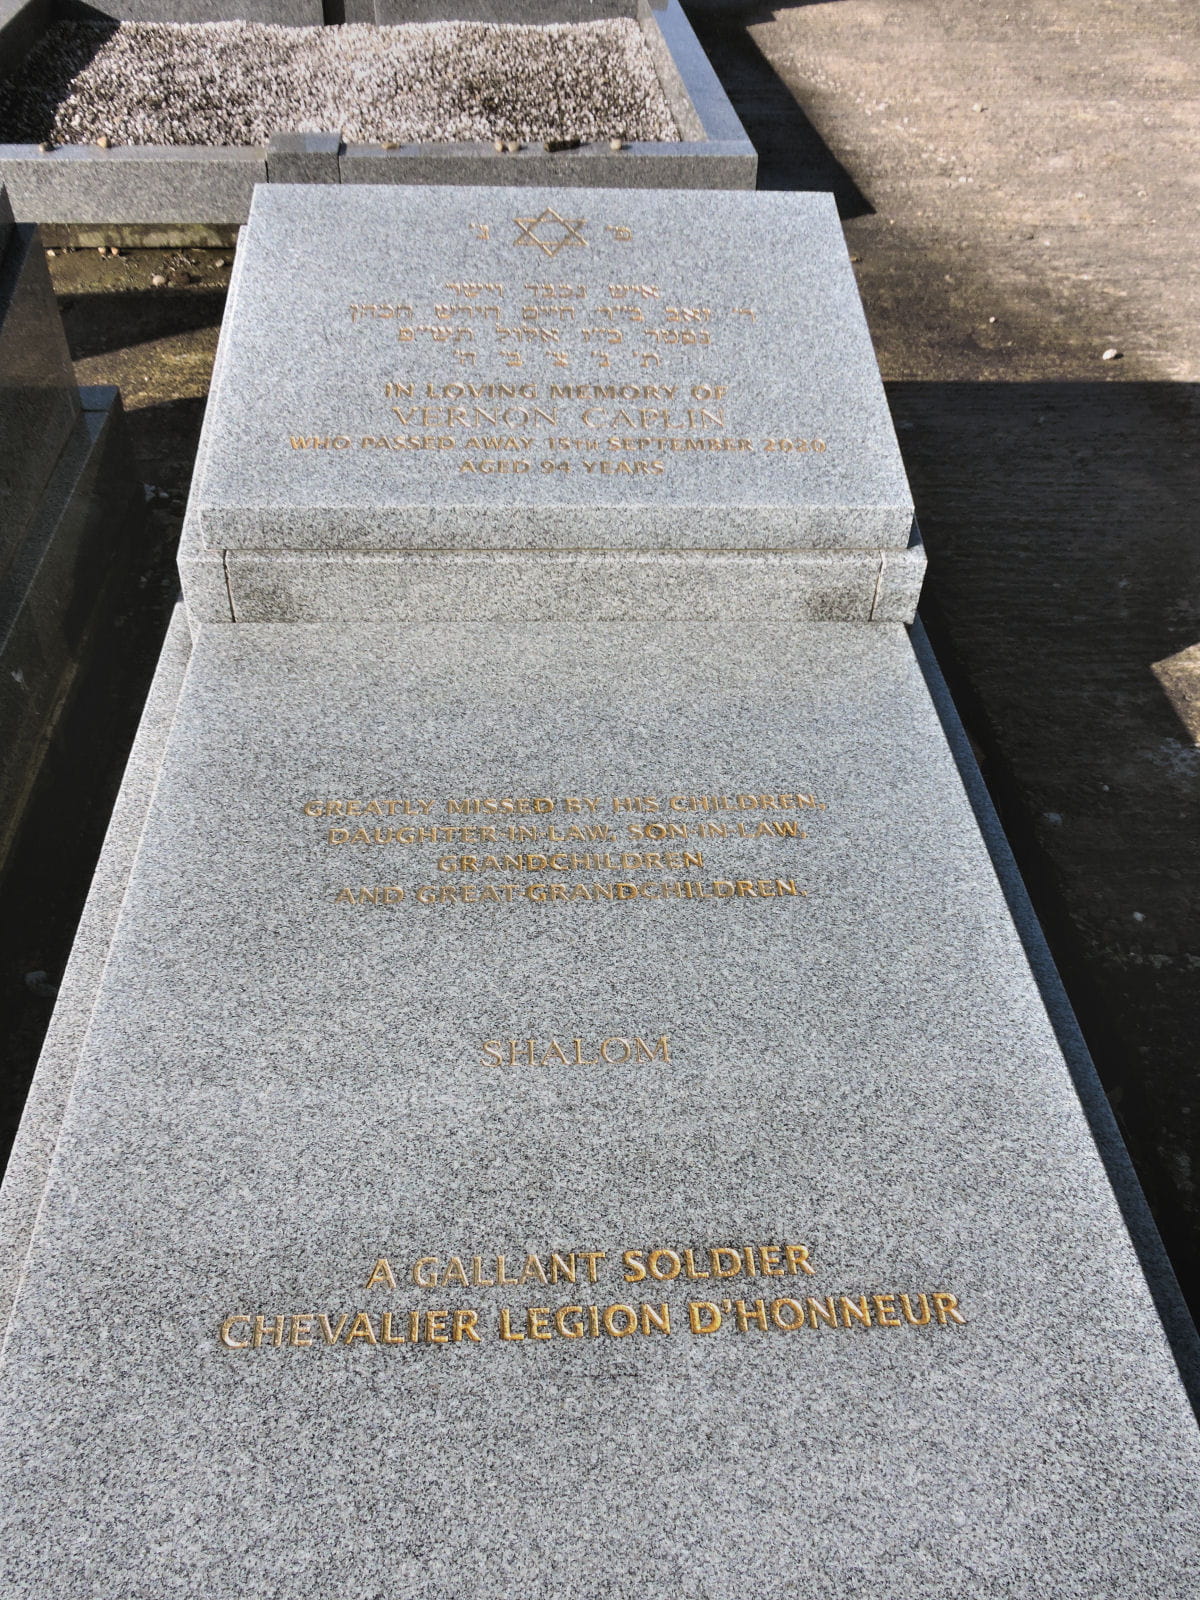 פ׳ נ׳
איש נכבד וישר
ר׳ זאב ב״ר חיים הירש הכהן
נפטר כ״ו אלול תש״פ
ת׳ נ׳ צ׳ ב׳ ה׳
IN LOVING MEMORY OF
VERNON CAPLIN
WHO PASSED AWAY 15TH SEPTEMBER 2020
AGED 94 YEARS
GREATLY MISSED BY HIS CHILDREN,
DAUGHTER-IN-LAW, SON-IN-LAW,
GRANDCHILDREN
AND GREAT GRANDCHILDREN.
SHALOM
A GALLANT SOLDIER
CHEVALIER LEGION D'HONNEUR